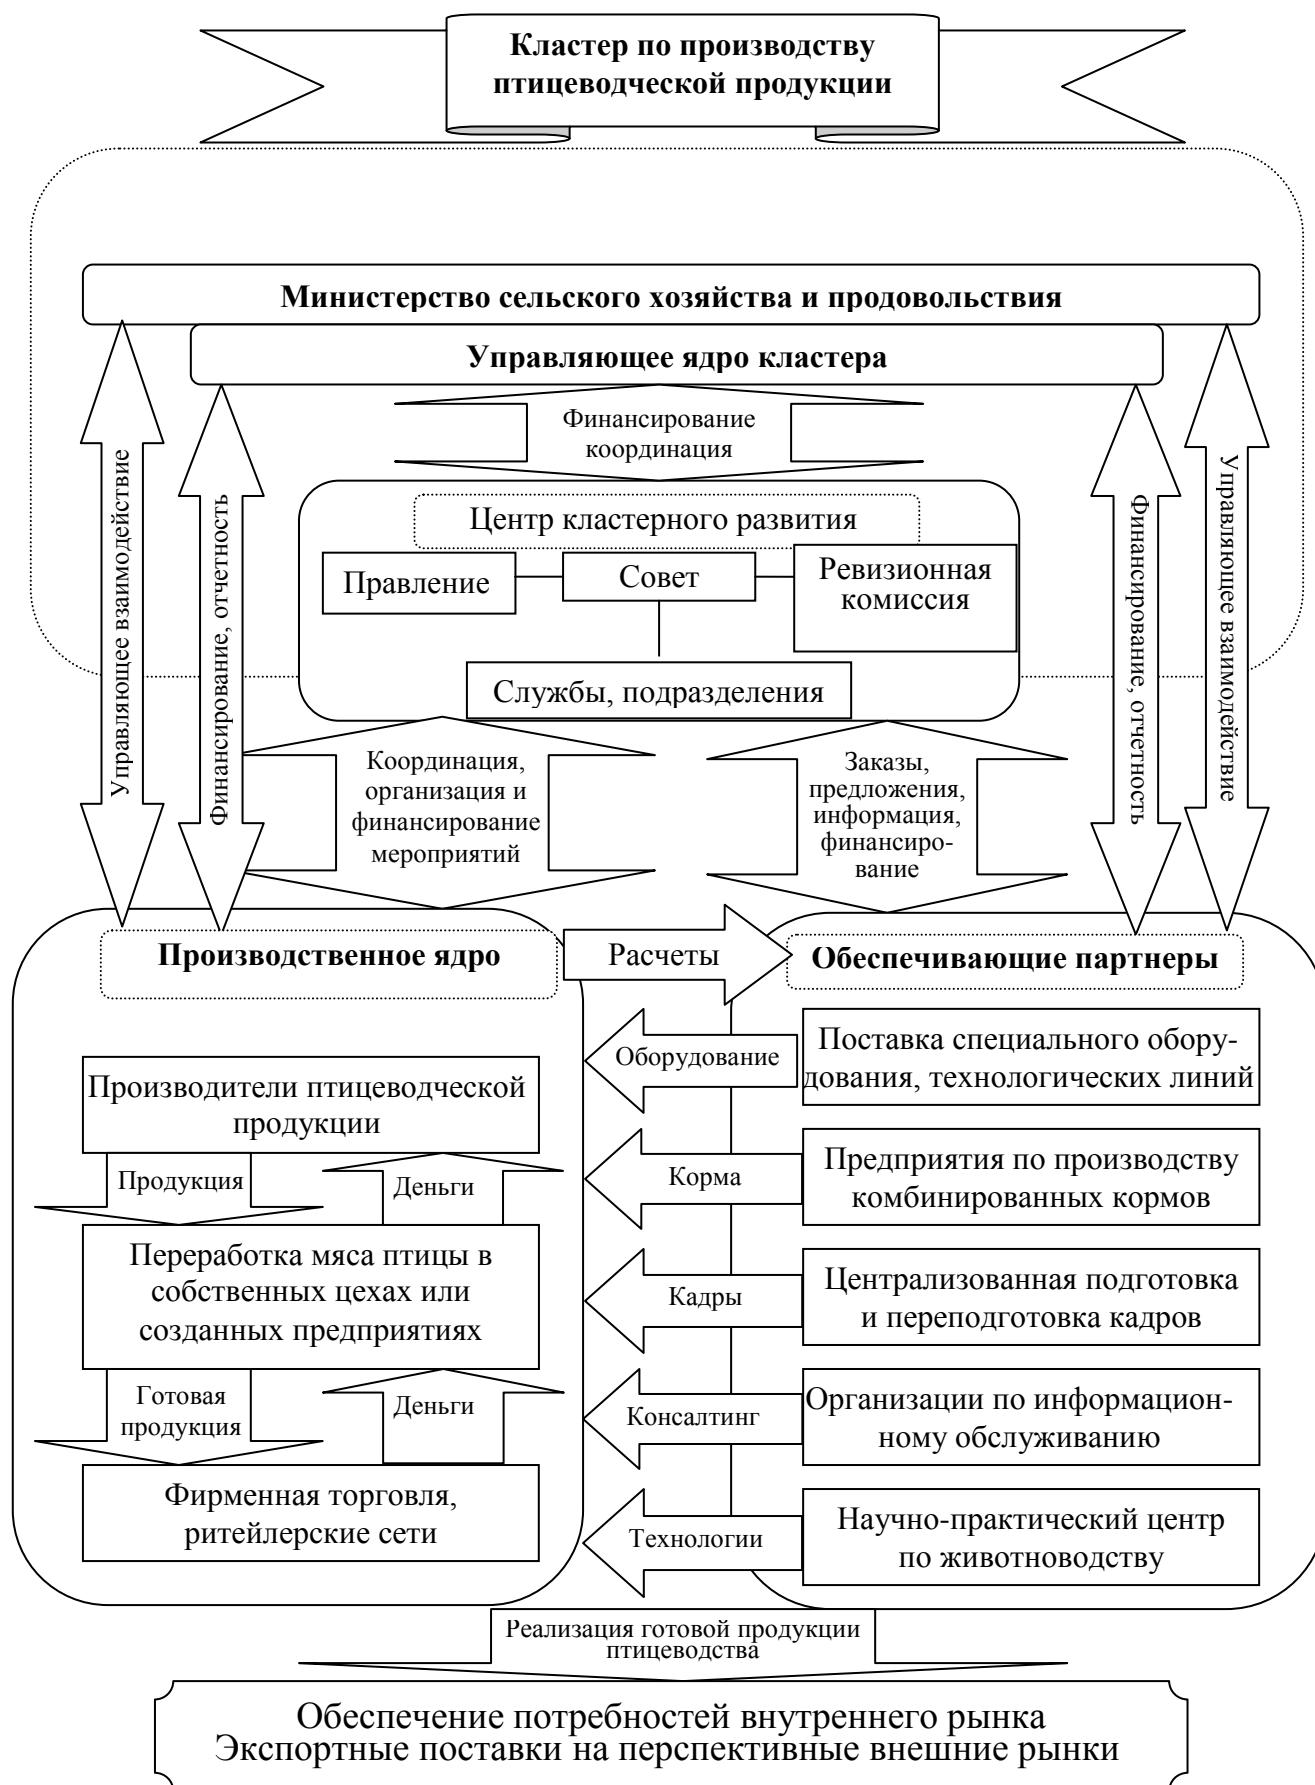 Кластер по производству
птицеводческой продукции
Министерство сельского хозяйства и продовольствия
Управляющее ядро кластера
Финансирование
координация
Управляющее взаимодействие
Финансирование, отчетность
Центр кластерного развития
Правление
Совет
Ревизионная
комиссия
Службы, подразделения
Финансирование, отчетность
Управляющее взаимодействие
Координация,
организация и
финансирование
мероприятий
Заказы,
предложения,
информация,
финансиро-
вание
Производственное ядро
Расчеты
Обеспечивающие партнеры
Производители птицеводческой
продукции
Продукция
Деньги
Переработка мяса птицы в
собственных цехах или
созданных предприятиях
Готовая
продукция
Деньги
Фирменная торговля,
ритейлерские сети
Оборудование
Поставка специального обору-
дования, технологических линий
Корма
Предприятия по производству
комбинированных кормов
Кадры
Централизованная подготовка
и переподготовка кадров
Консалтинг
Организации по информацион-
ному обслуживанию
Технологии
Научно-практический центр
по животноводству
Реализация готовой продукции
птицеводства
Обеспечение потребностей внутреннего рынка
Экспортные поставки на перспективные внешние рынки